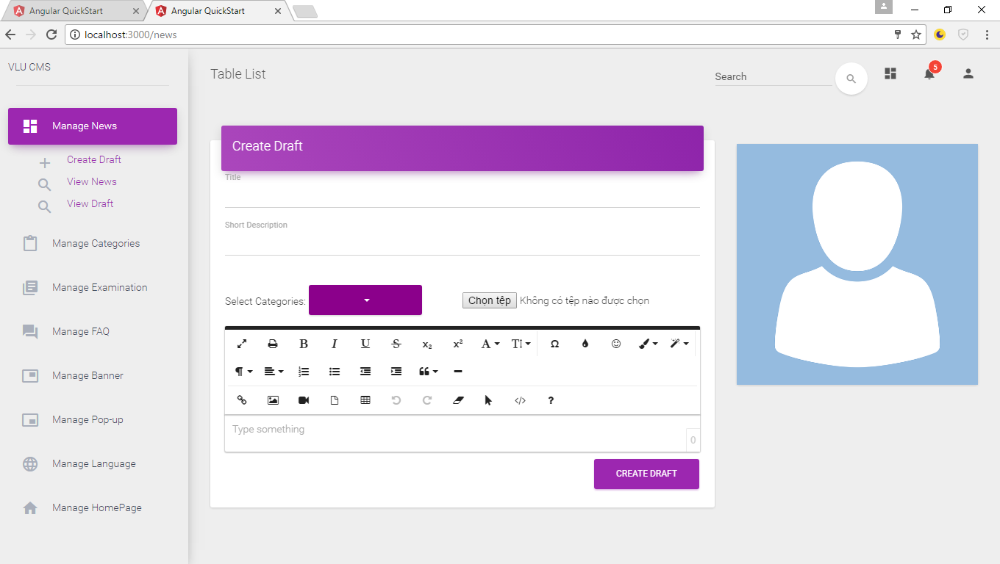 Angular QuickStart
Angular QuickStart
localhost:3000/news
VLU CMS
Table List
Search
5
Manage News
Create Draft
View News
View Draft
Manage Categories
Manage Examination
Manage FAQ
Manage Banner
Manage Pop-up
Manage Language
Manage HomePage
Create Draft
Title
Short Description
Select Categories:
Chọn tệp Không có tệp nào được chọn
B I U S x₂ x² A T Ω
¶
</> ?
Type something
0
CREATE DRAFT